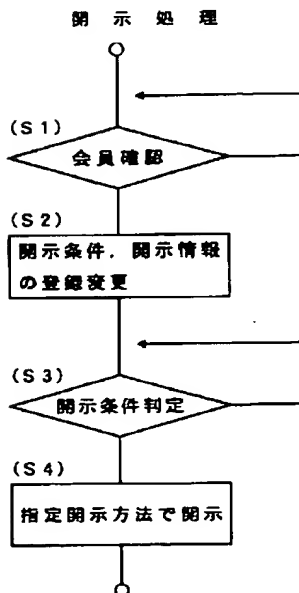 開示処理
(S1)
会員確認
(S2)
開示条件，開示情報
の登録変更
(S3)
開示条件判定
(S4)
指定開示方法で開示